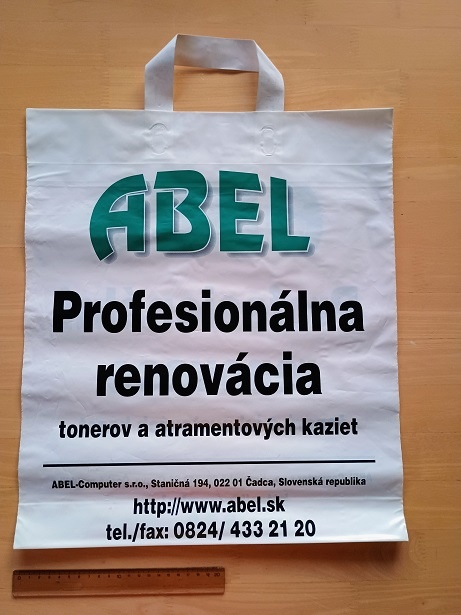 ABEL
Profesionálna
renovácia
tonerov a atramentových kaziet
ABEL-Computer s.r.o., Staničná 194, 022 01 Čadca, Slovenská republika
http://www.abel.sk
tel./fax: 0824/ 433 21 20